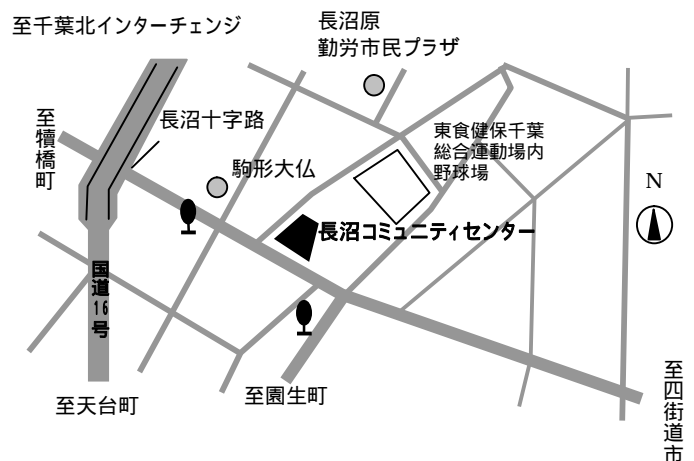 至千葉北インターチェンジ
長沼原
勤労市民プラザ
至犢橋町
長沼十字路
東食健保千葉
総合運動場内
野球場
駒形大仏
N
長沼コミュニティセンター
国道16号
至天台町
至園生町
至四街道市